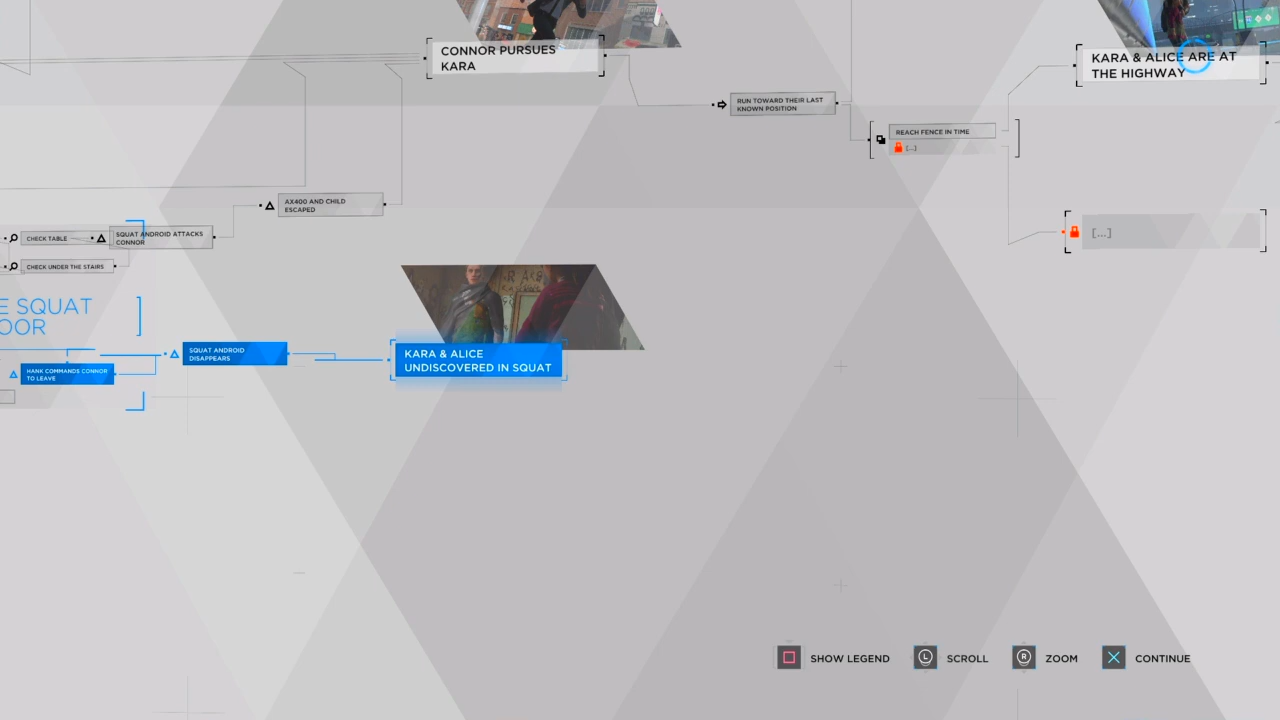 CONNOR PURSUES
KARA
KARA & ALICE ARE AT
THE HIGHWAY
RUN TOWARD THEIR LAST
KNOWN POSITION
REACH FENCE IN TIME
[...]
AX400 AND CHILD
ESCAPED
CHECK TABLE
SQUAT ANDROID ATTACKS
CONNOR
[...]
CHECK UNDER THE STAIRS
E SQUAT
OOR
SQUAT ANDROID
DISAPPEARS
KARA & ALICE
UNDISCOVERED IN SQUAT
HANK COMMANDS CONNOR
TO LEAVE
SHOW LEGEND
L
SCROLL
R
ZOOM
CONTINUE